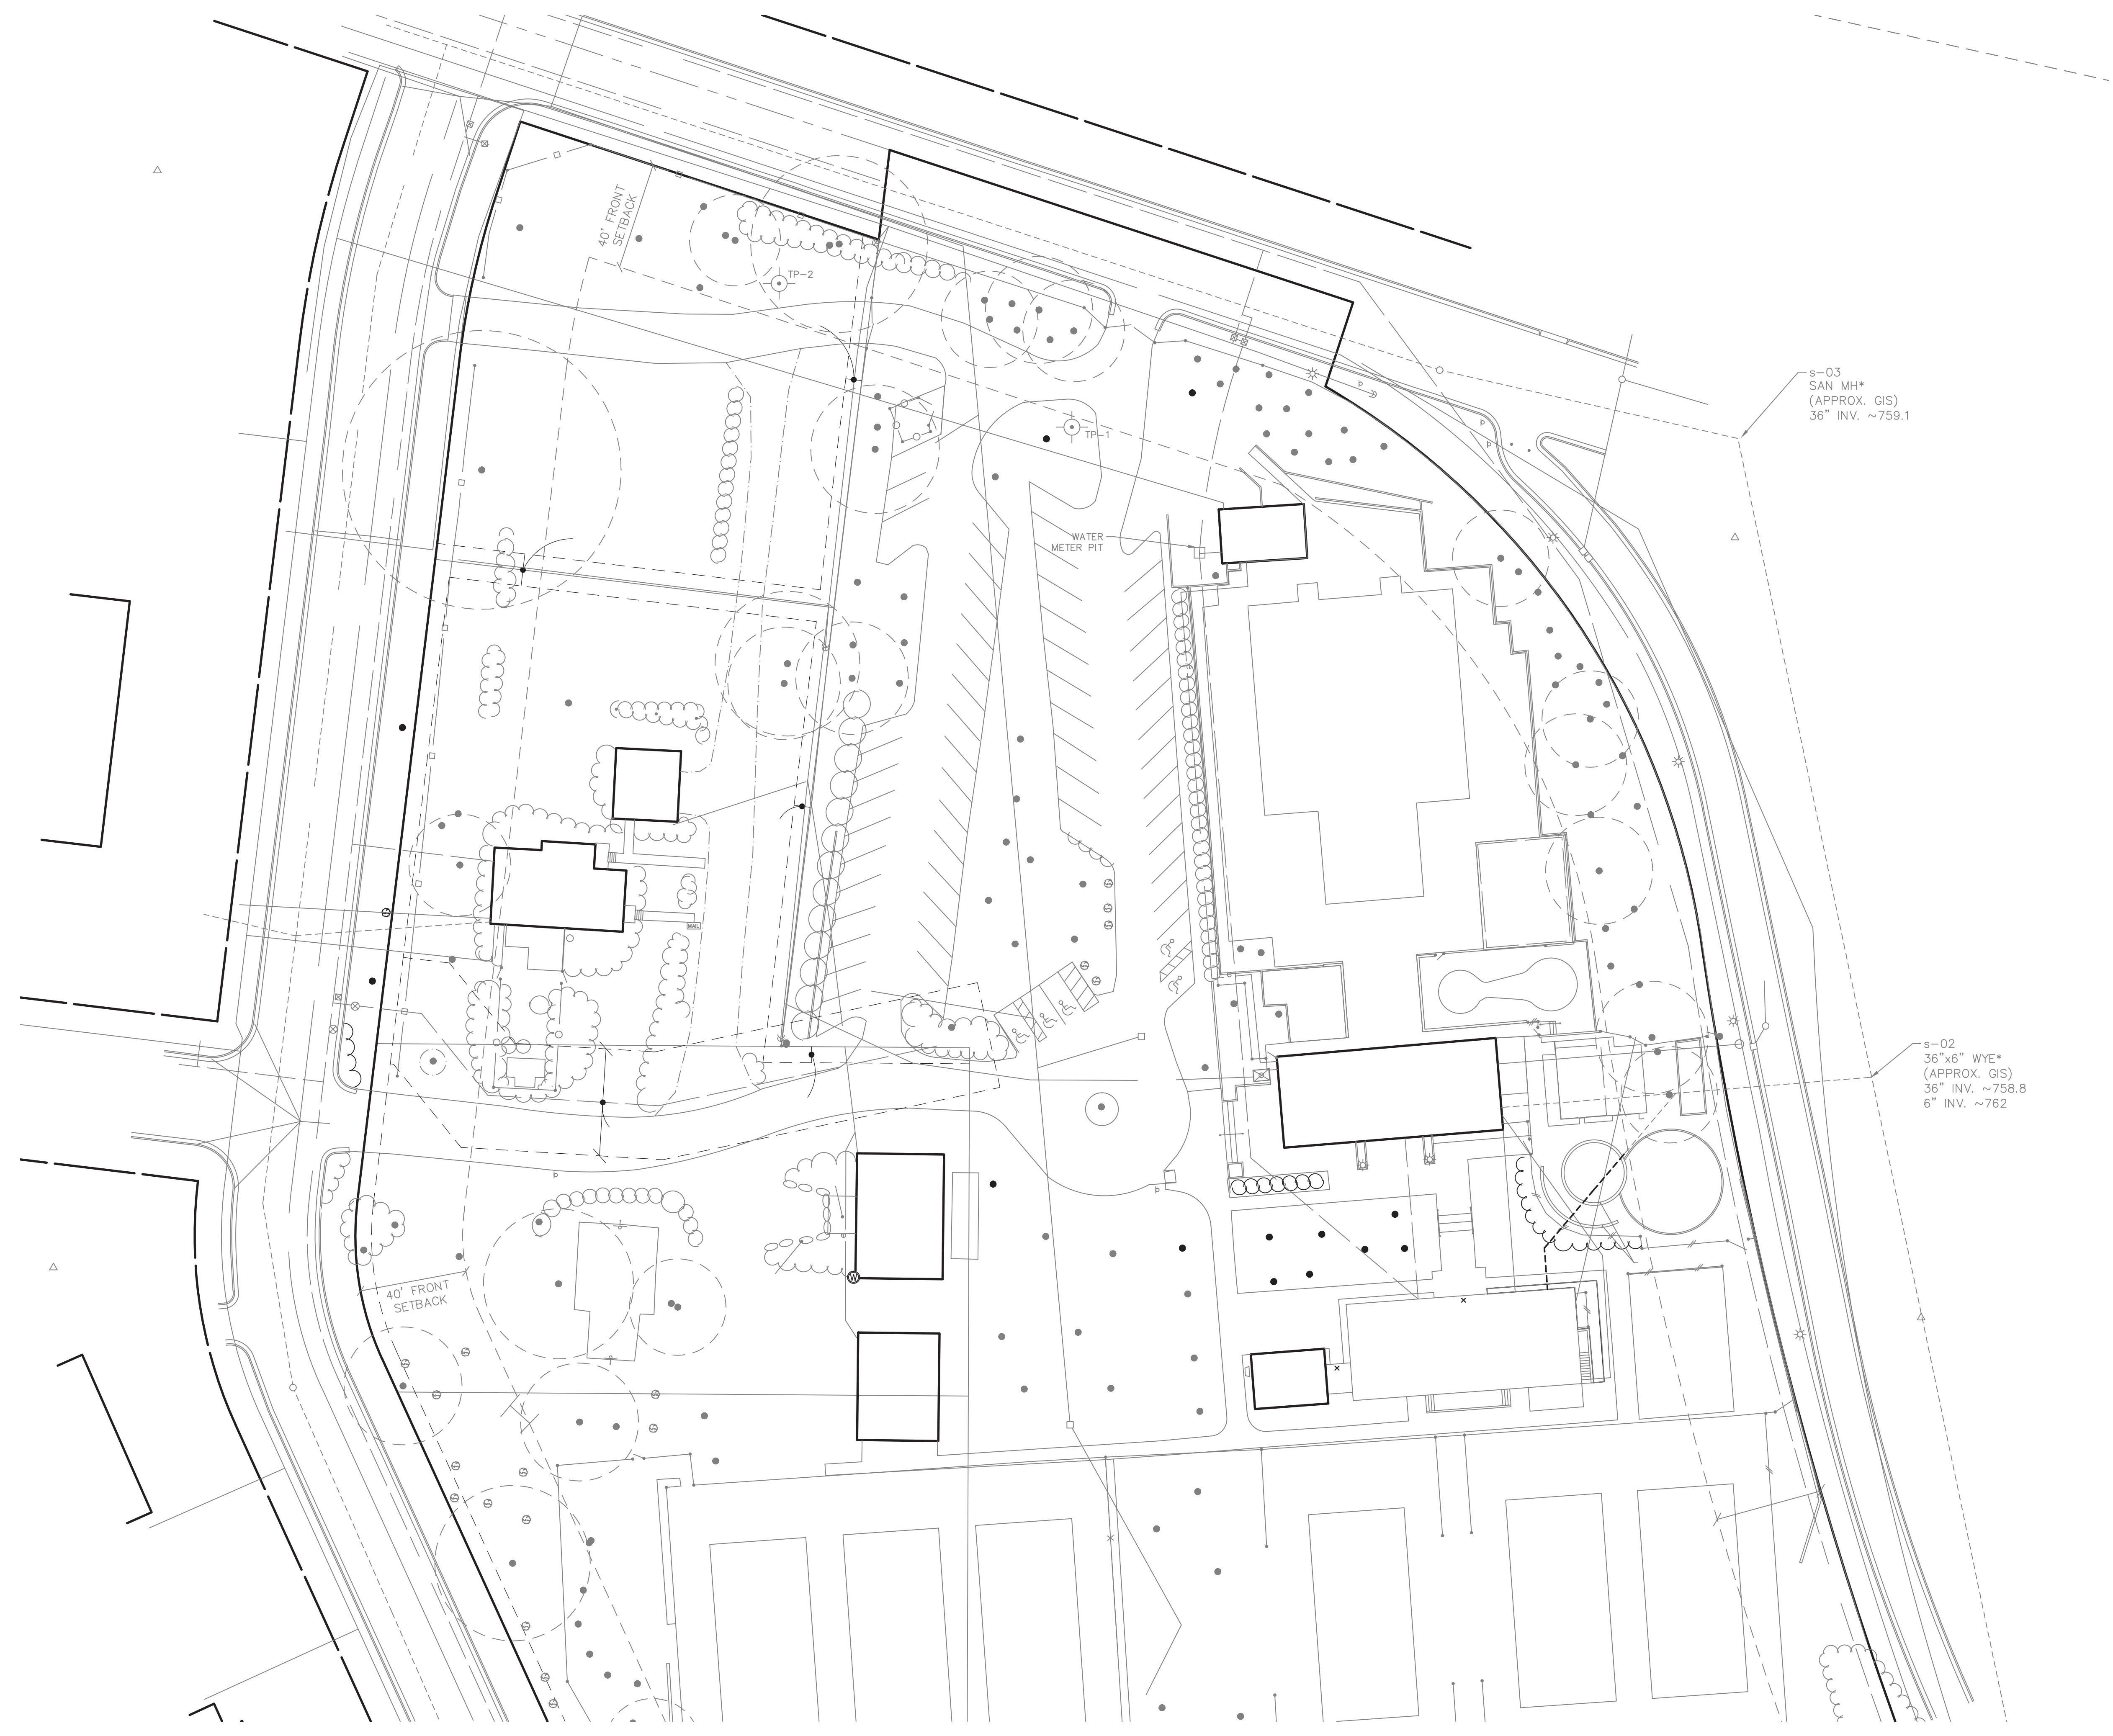 40' FRONT
SETBACK
TP-2
s-03
SAN MH*
(APPROX. GIS)
36" INV. ~759.1
TP-1
WATER
METER PIT
MAIL
s-02
36"x6" WYE*
(APPROX. GIS)
36" INV. ~758.8
6" INV. ~762
W
40' FRONT
SETBACK